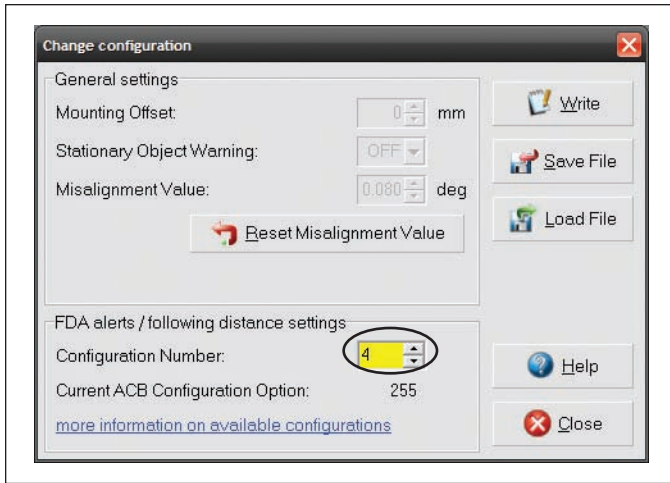 Change configuration
General settings
Mounting Offset: 0 mm
Stationary Object Warning: OFF
Misalignment Value: 0.080 deg
Reset Misalignment Value
FDA alerts / following distance settings
Configuration Number: 4
Current ACB Configuration Option: 255
more information on available configurations
Write
Save File
Load File
Help
Close